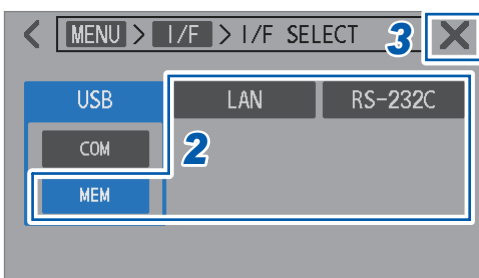 < MENU > I/F > I/F SELECT 3 X
USB LAN RS-232C
COM 2
MEM